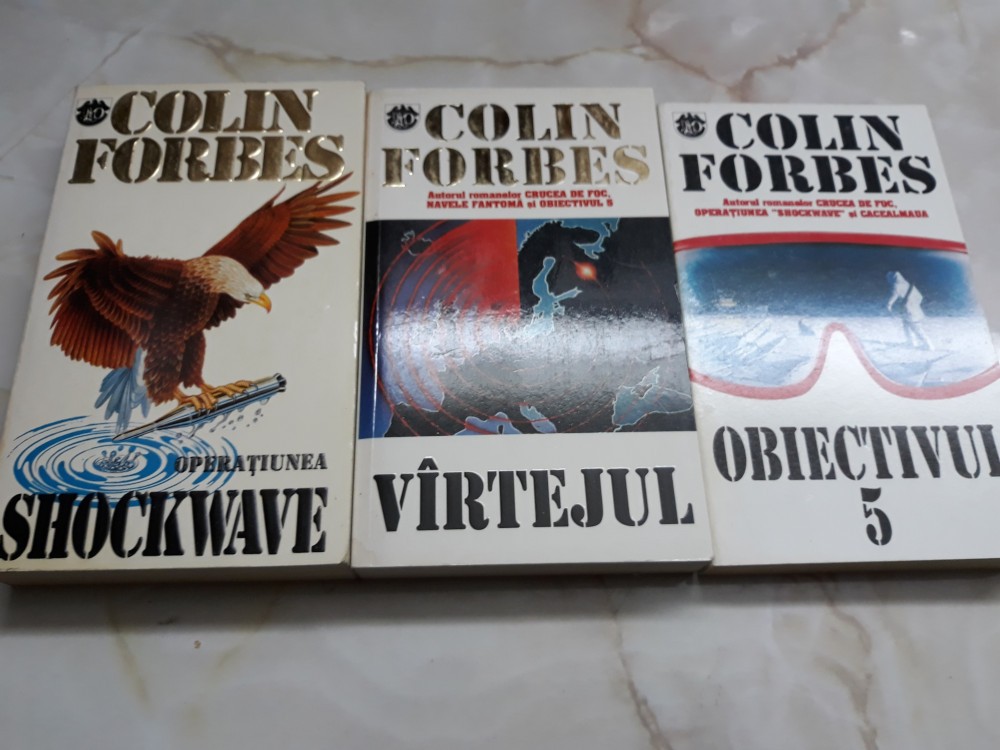 COLIN
FORBES
OPERAȚIUNEA
SHOCKWAVE
COLIN
FORBES
Autorul romanelor CRUCEA DE FOC,
NAVELE FANTOMĂ și OBIECTIVUL 5
VÎRTEJUL
COLIN
FORBES
Autorul romanelor CRUCEA DE FOC,
OPERAȚIUNEA "SHOCKWAVE" și CACEALMAUA
OBIECTIVUL
5